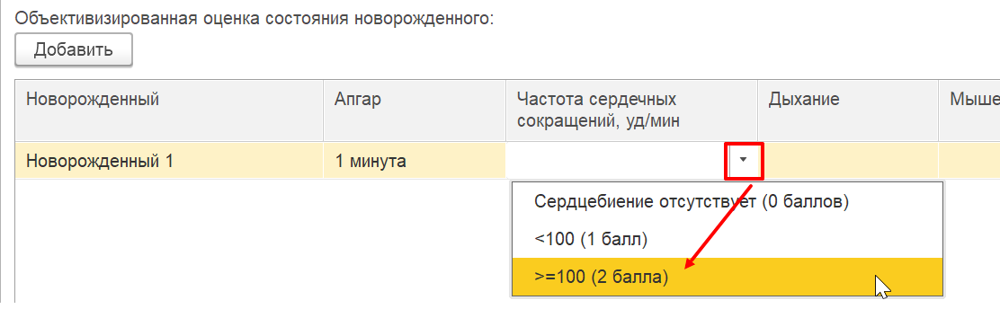 Объективизированная оценка состояния новорожденного:
Добавить
Новорожденный Апгар Частота сердечных сокращений, уд/мин Дыхание Мыше
Новорожденный 1 1 минута
Сердцебиение отсутствует (0 баллов)
<100 (1 балл)
>=100 (2 балла)